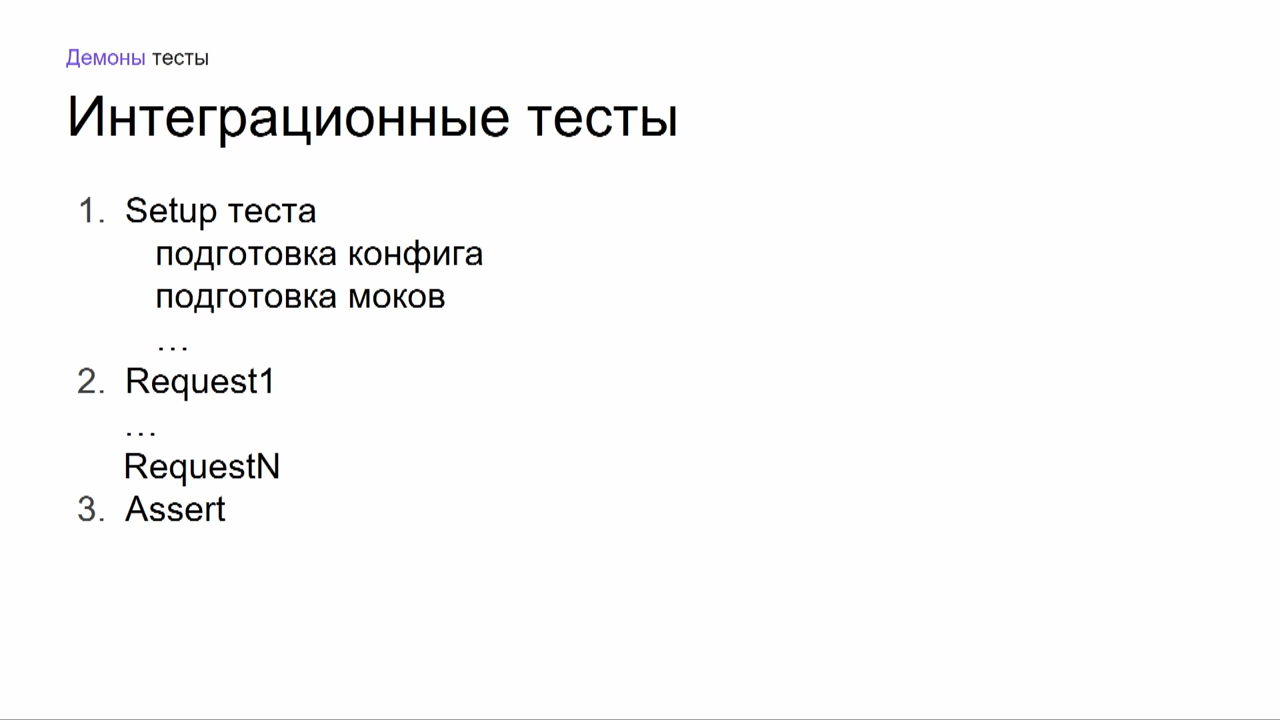 Демоны тесты
Интеграционные тесты
1. Setup теста
подготовка конфига
подготовка моков
…
2. Request1
…
RequestN
3. Assert